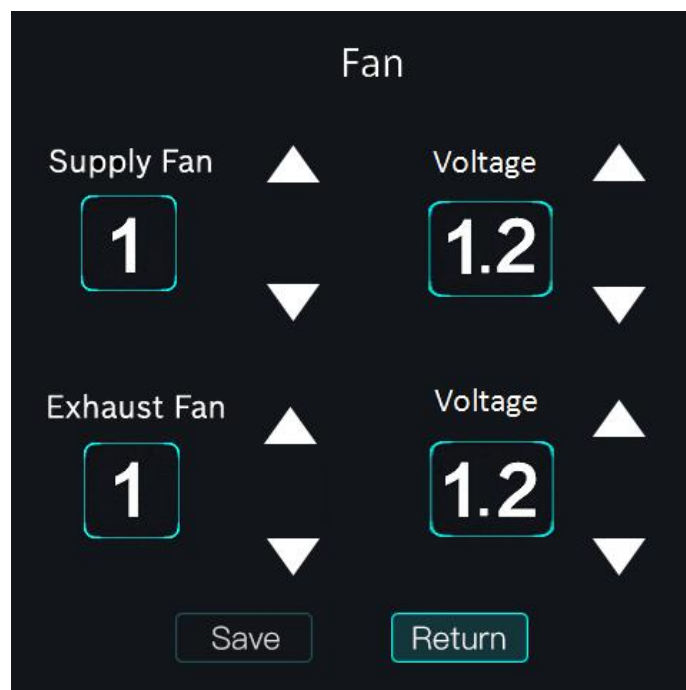 Fan
Supply Fan
Voltage
1
1.2
Exhaust Fan
Voltage
1
1.2
Save
Return